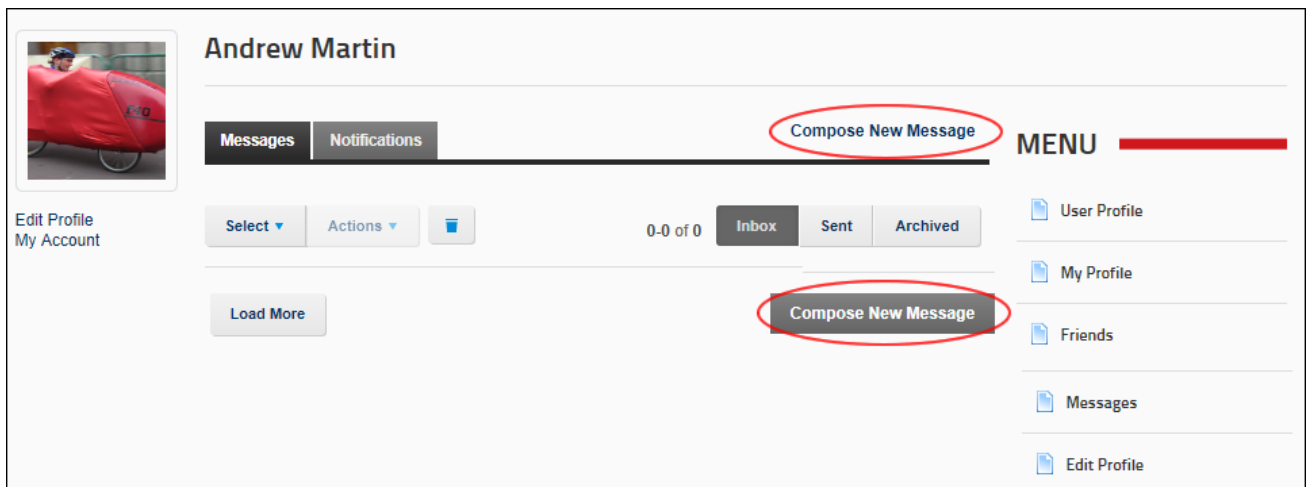 Andrew Martin
Messages
Notifications
Compose New Message
Edit Profile
My Account
Select
Actions
0-0 of 0
Inbox
Sent
Archived
Load More
Compose New Message
MENU
User Profile
My Profile
Friends
Messages
Edit Profile